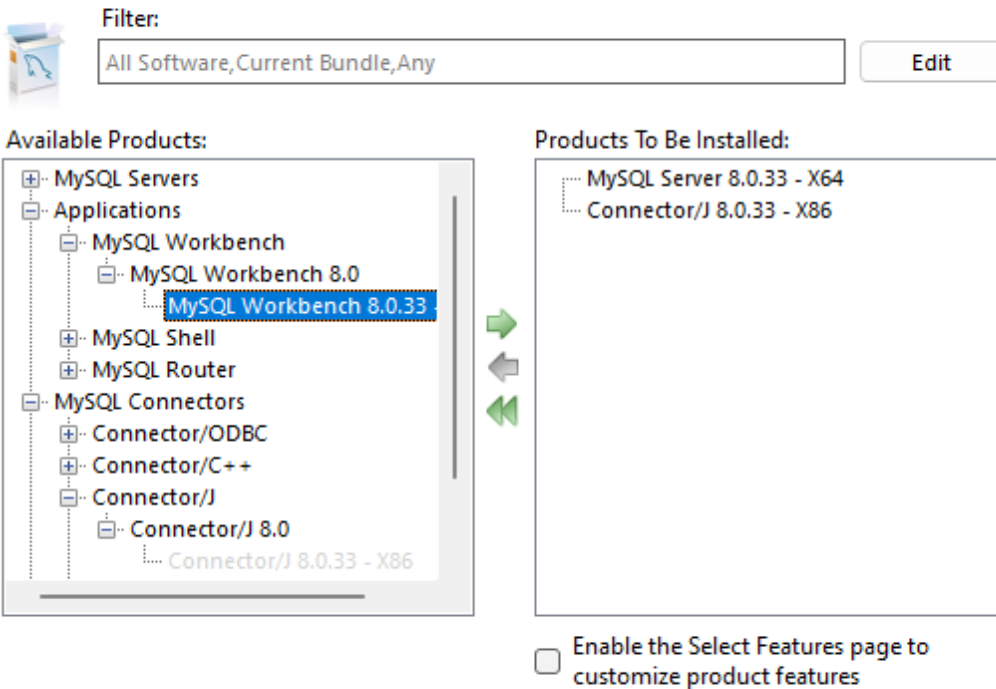 Filter:
All Software,Current Bundle,Any
Edit
Available Products:
MySQL Servers
Applications
MySQL Workbench
MySQL Workbench 8.0
MySQL Workbench 8.0.33 -
MySQL Shell
MySQL Router
MySQL Connectors
Connector/ODBC
Connector/C++
Connector/J
Connector/J 8.0
Connector/J 8.0.33 - X86
Products To Be Installed:
MySQL Server 8.0.33 - X64
Connector/J 8.0.33 - X86
Enable the Select Features page to
customize product features